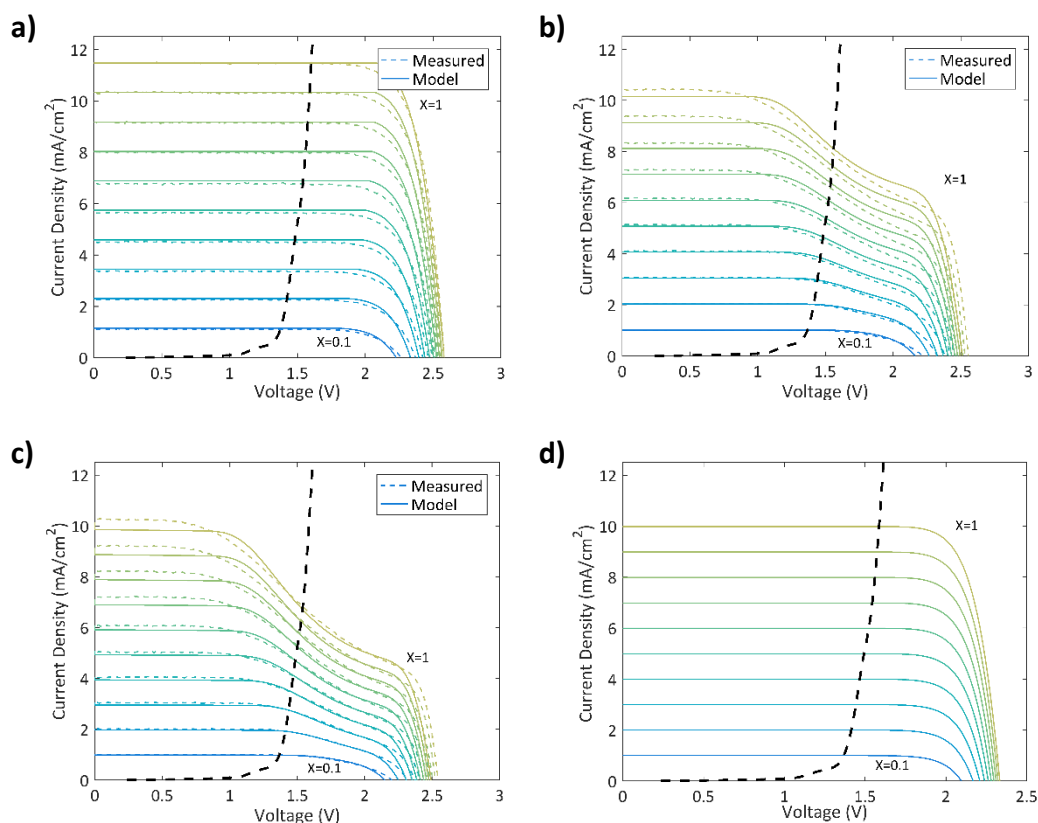 a)
12
10
8
6
4
2
0
0
0.5
1
1.5
2
2.5
3
Current Density (mA/cm²)
Voltage (V)
Measured
Model
X=1
X=0.1
b)
12
10
8
6
4
2
0
0
0.5
1
1.5
2
2.5
3
Current Density (mA/cm²)
Voltage (V)
Measured
Model
X=1
X=0.1
c)
12
10
8
6
4
2
0
0
0.5
1
1.5
2
2.5
3
Current Density (mA/cm²)
Voltage (V)
Measured
Model
X=1
X=0.1
d)
12
10
8
6
4
2
0
0
0.5
1
1.5
2
2.5
Current Density (mA/cm²)
Voltage (V)
X=1
X=0.1